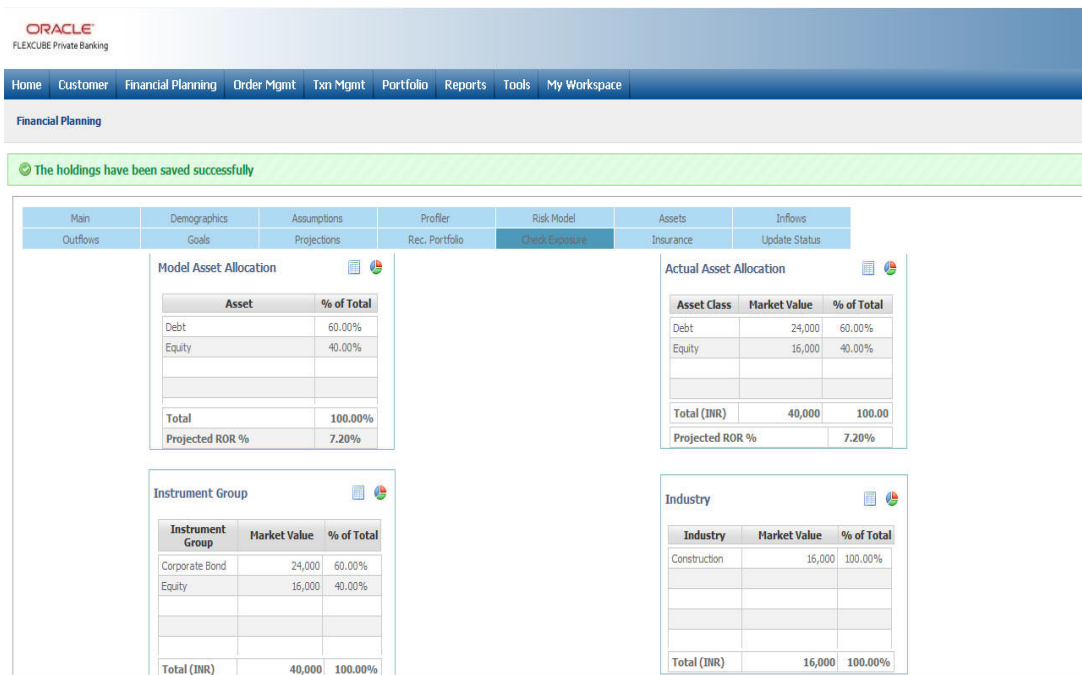 ORACLE
FLEXCUBE Private Banking
Home Customer Financial Planning Order Mgmt Txn Mgmt Portfolio Reports Tools My Workspace
Financial Planning
The holdings have been saved successfully
Main Demographics Assumptions Profiler Risk Model Assets Inflows
Outflows Goals Projections Rec. Portfolio Check Exposure Insurance Update Status
Model Asset Allocation
Asset % of Total
Debt 60.00%
Equity 40.00%
Total 100.00%
Projected ROR % 7.20%
Actual Asset Allocation
Asset Class Market Value % of Total
Debt 24,000 60.00%
Equity 16,000 40.00%
Total (INR) 40,000 100.00
Projected ROR % 7.20%
Instrument Group
Instrument
Group Market Value % of Total
Corporate Bond 24,000 60.00%
Equity 16,000 40.00%
Total (INR) 40,000 100.00%
Industry
Industry Market Value % of Total
Construction 16,000 100.00%
Total (INR) 16,000 100.00%